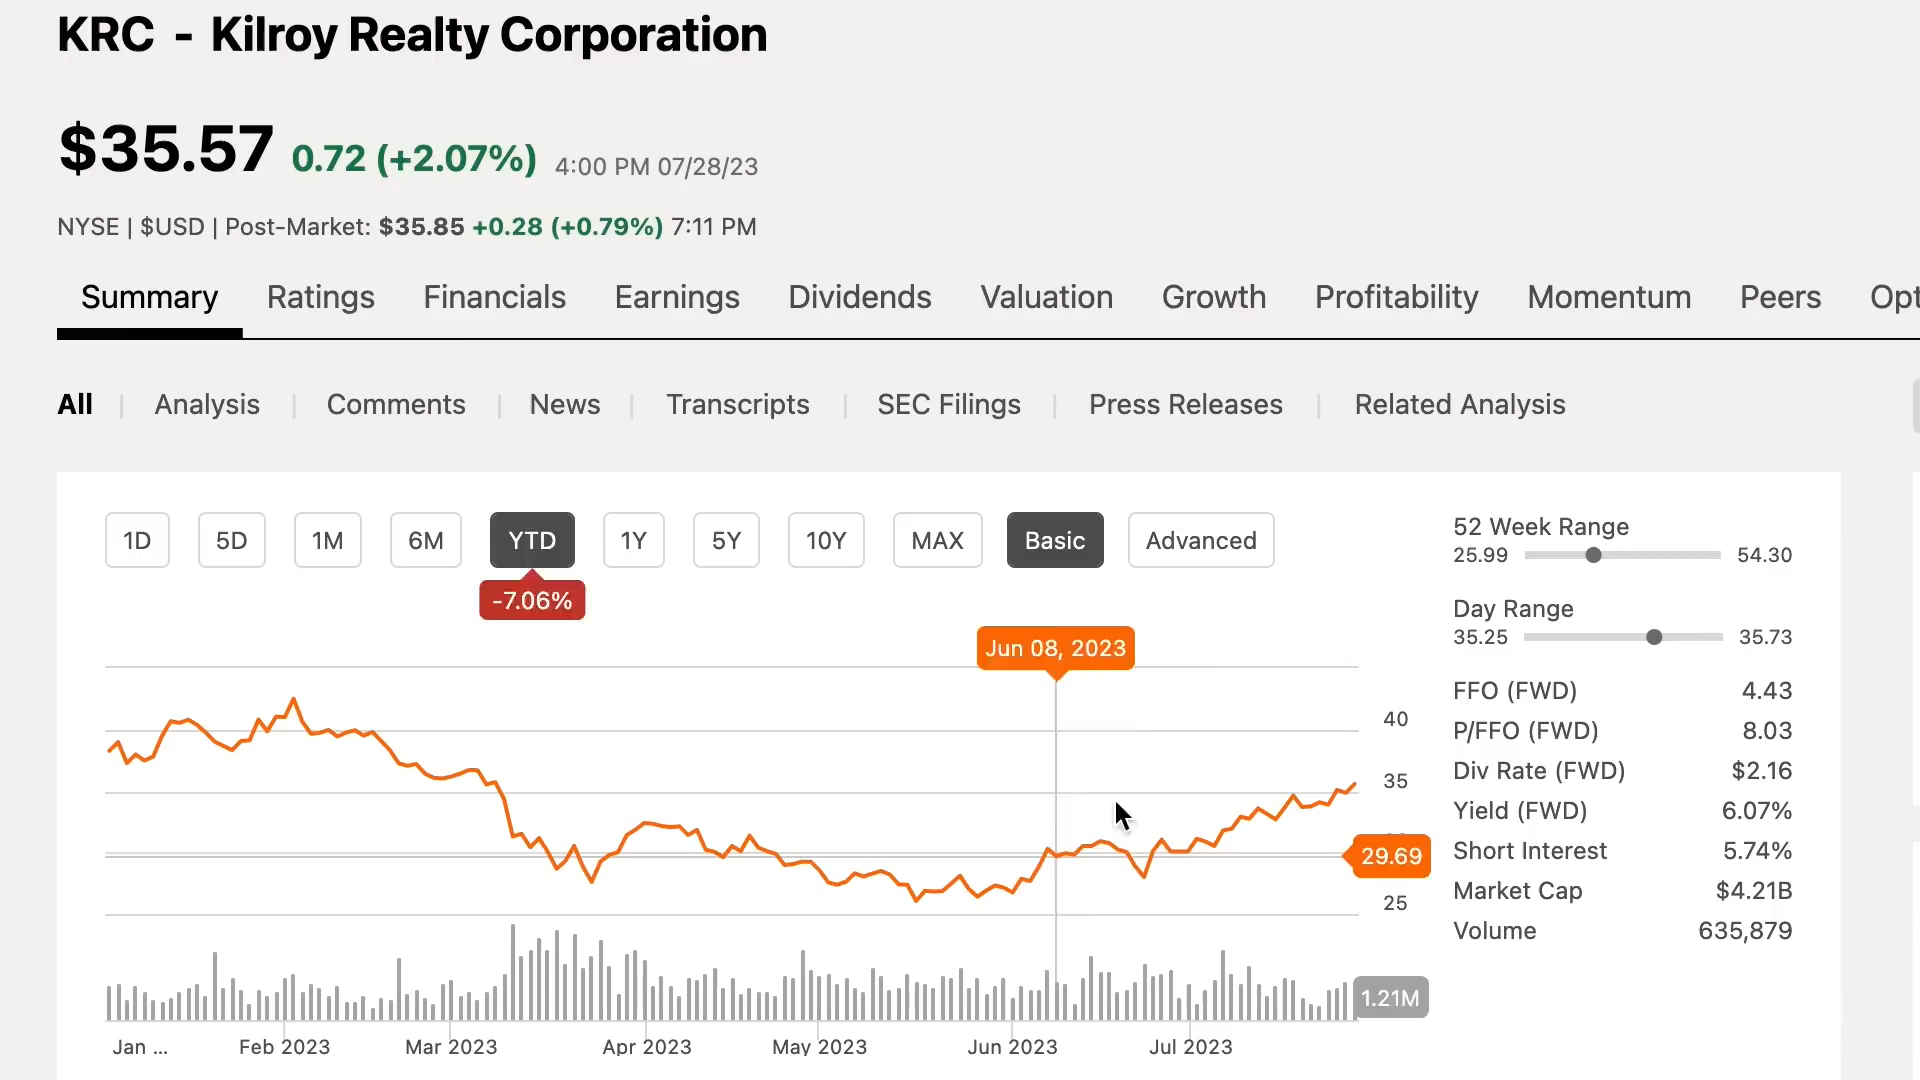 KRC - Kilroy Realty Corporation
$35.57 0.72 (+2.07%) 4:00 PM 07/28/23
NYSE | $USD | Post-Market: $35.85 +0.28 (+0.79%) 7:11 PM
Summary Ratings Financials Earnings Dividends Valuation Growth Profitability Momentum Peers Opt
All | Analysis | Comments | News | Transcripts | SEC Filings | Press Releases | Related Analysis
1D 5D 1M 6M YTD 1Y 5Y 10Y MAX Basic Advanced
-7.06%
Jun 08, 2023
40
35
29.69
25
1.21M
Jan ... Feb 2023 Mar 2023 Apr 2023 May 2023 Jun 2023 Jul 2023
52 Week Range
25.99 54.30
Day Range
35.25 35.73
FFO (FWD) 4.43
P/FFO (FWD) 8.03
Div Rate (FWD) $2.16
Yield (FWD) 6.07%
Short Interest 5.74%
Market Cap $4.21B
Volume 635,879